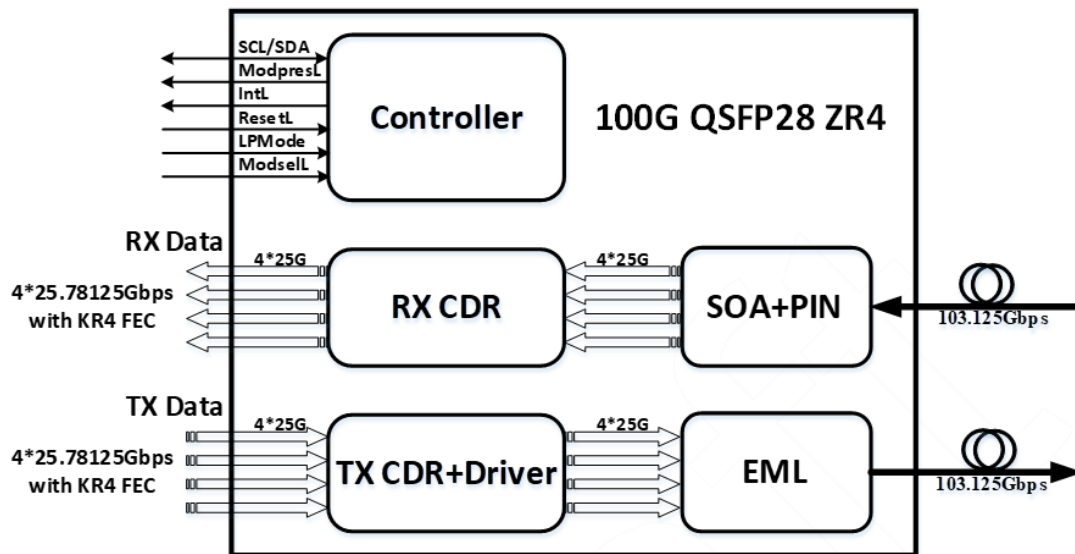 SCL/SDA
ModpresL
IntL
ResetL
LPMode
ModselL
Controller
100G QSFP28 ZR4
RX Data
4*25.78125Gbps
with KR4 FEC
4*25G
RX CDR
4*25G
SOA+PIN
103.125Gbps
TX Data
4*25.78125Gbps
with KR4 FEC
4*25G
TX CDR+Driver
4*25G
EML
103.125Gbps